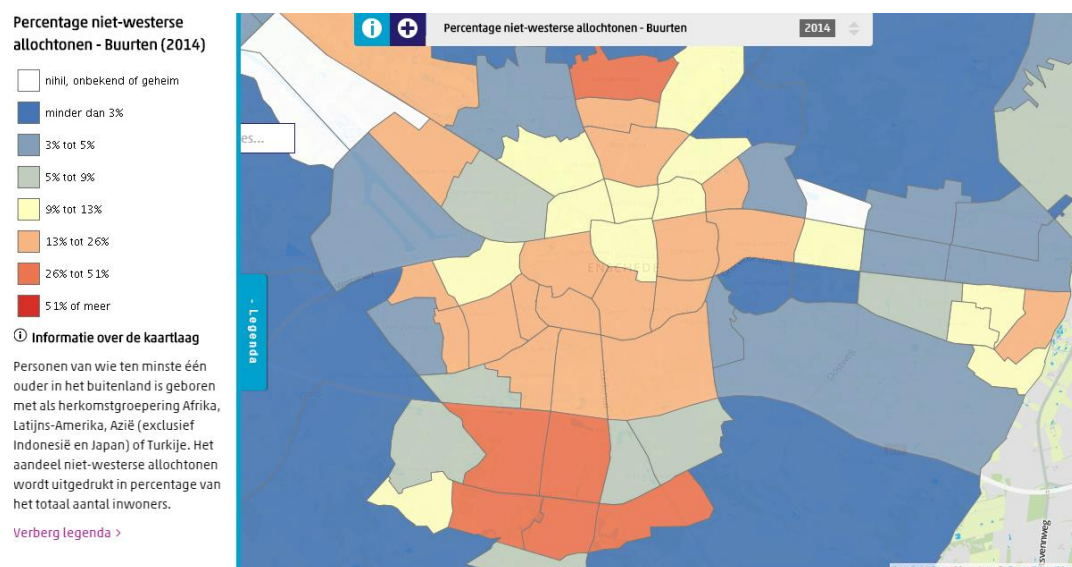 Percentage niet-westerse
allochtonen - Buurten (2014)
nihil, onbekend of geheim
minder dan 3%
3% tot 5%
5% tot 9%
9% tot 13%
13% tot 26%
26% tot 51%
51% of meer
Informatie over de kaartlaag
Personen van wie ten minste één
ouder in het buitenland is geboren
met als herkomstgroepering Afrika,
Latijns-Amerika, Azië (exclusief
Indonesië en Japan) of Turkije. Het
aandeel niet-westerse allochtonen
wordt uitgedrukt in percentage van
het totaal aantal inwoners.
Verberg legenda >
Percentage niet-westerse allochtonen - Buurten
2014
es...
- Legenda
ENSCHEDE
svennweg